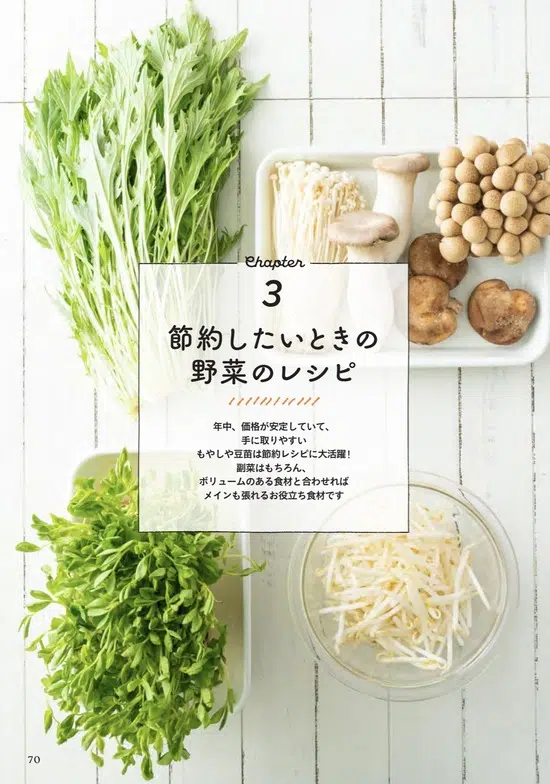 Chapter
3
節約したいときの
野菜のレシピ
年中、価格が安定していて、
手に取りやすい
もやしや豆苗は節約レシピに大活躍!
副菜はもちろん、
ボリュームのある食材と合わせれば
メインも張れるお役立ち食材です
70